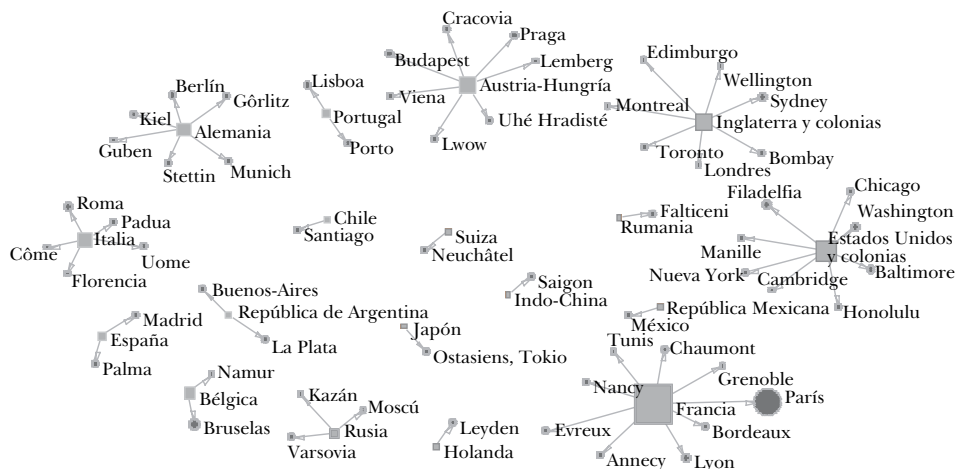 Cracovia
Praga
Budapest
Lemberg
Austria-Hungría
Viena
Uhé Hradisté
Lwow
Edimburgo
Wellington
Montreal
Sydney
Inglaterra y colonias
Toronto
Bombay
Londres
Berlín
Gôrlitz
Kiel
Alemania
Guben
Stettin
Munich
Lisboa
Portugal
Porto
Roma
Padua
Italia
Côme
Uome
Florencia
Chile
Santiago
Suiza
Neuchâtel
Falticeni
Rumania
Filadelfia
Chicago
Washington
Manille
Estados Unidos
y colonias
Nueva York
Cambridge
Baltimore
Honolulu
Saigon
Indo-China
Buenos-Aires
República de Argentina
La Plata
Madrid
España
Palma
Japón
Ostasiens, Tokio
República Mexicana
México
Tunis
Chaumont
Nancy
Grenoble
Francia
París
Evreux
Bordeaux
Annecy
Lyon
Namur
Bélgica
Bruselas
Kazán
Moscú
Rusia
Varsovia
Leyden
Holanda